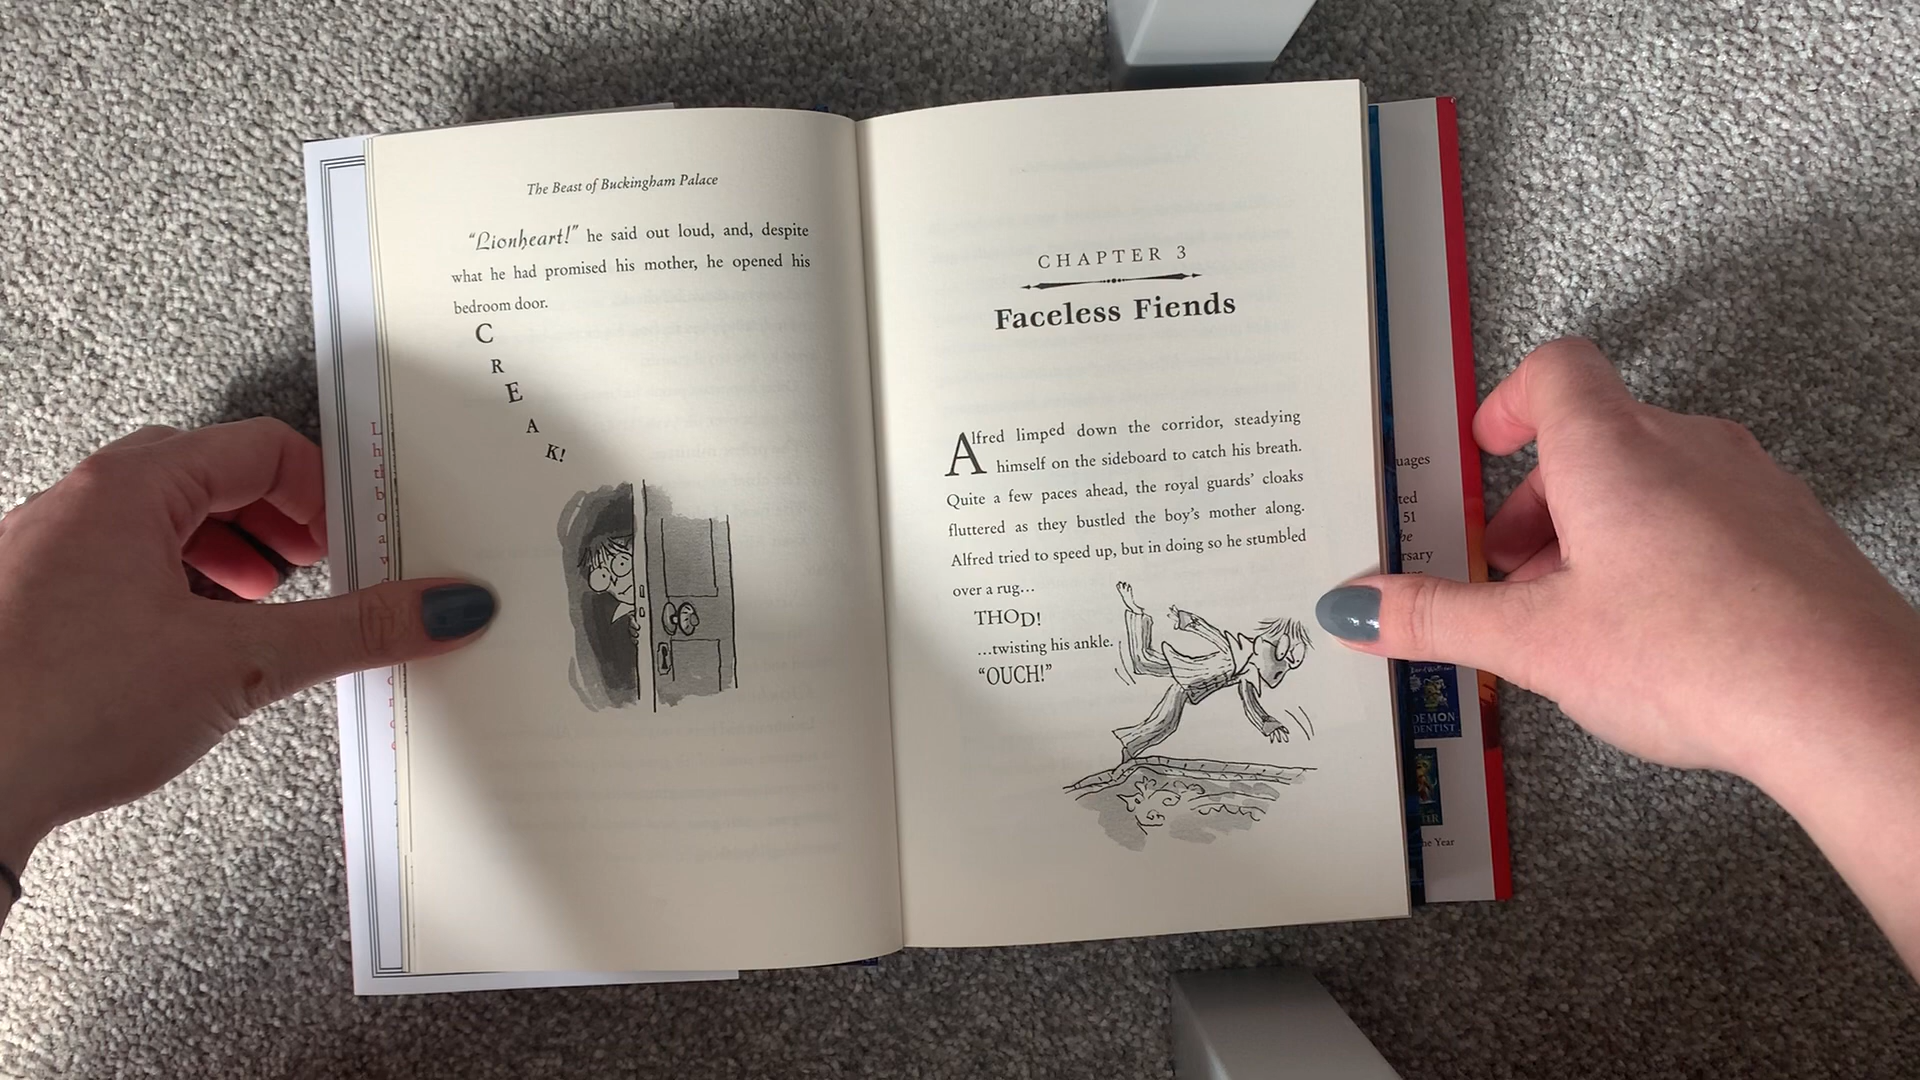 The Beast of Buckingham Palace
“Lionheart!” he said out loud, and, despite
what he had promised his mother, he opened his
bedroom door.
C
R
E
A
K!
CHAPTER 3
Faceless Fiends
Alfred limped down the corridor, steadying
himself on the sideboard to catch his breath.
Quite a few paces ahead, the royal guards’ cloaks
fluttered as they bustled the boy’s mother along.
Alfred tried to speed up, but in doing so he stumbled
over a rug…
THOD!
…twisting his ankle.
“OUCH!”
51
DEMON
DENTIST
Year